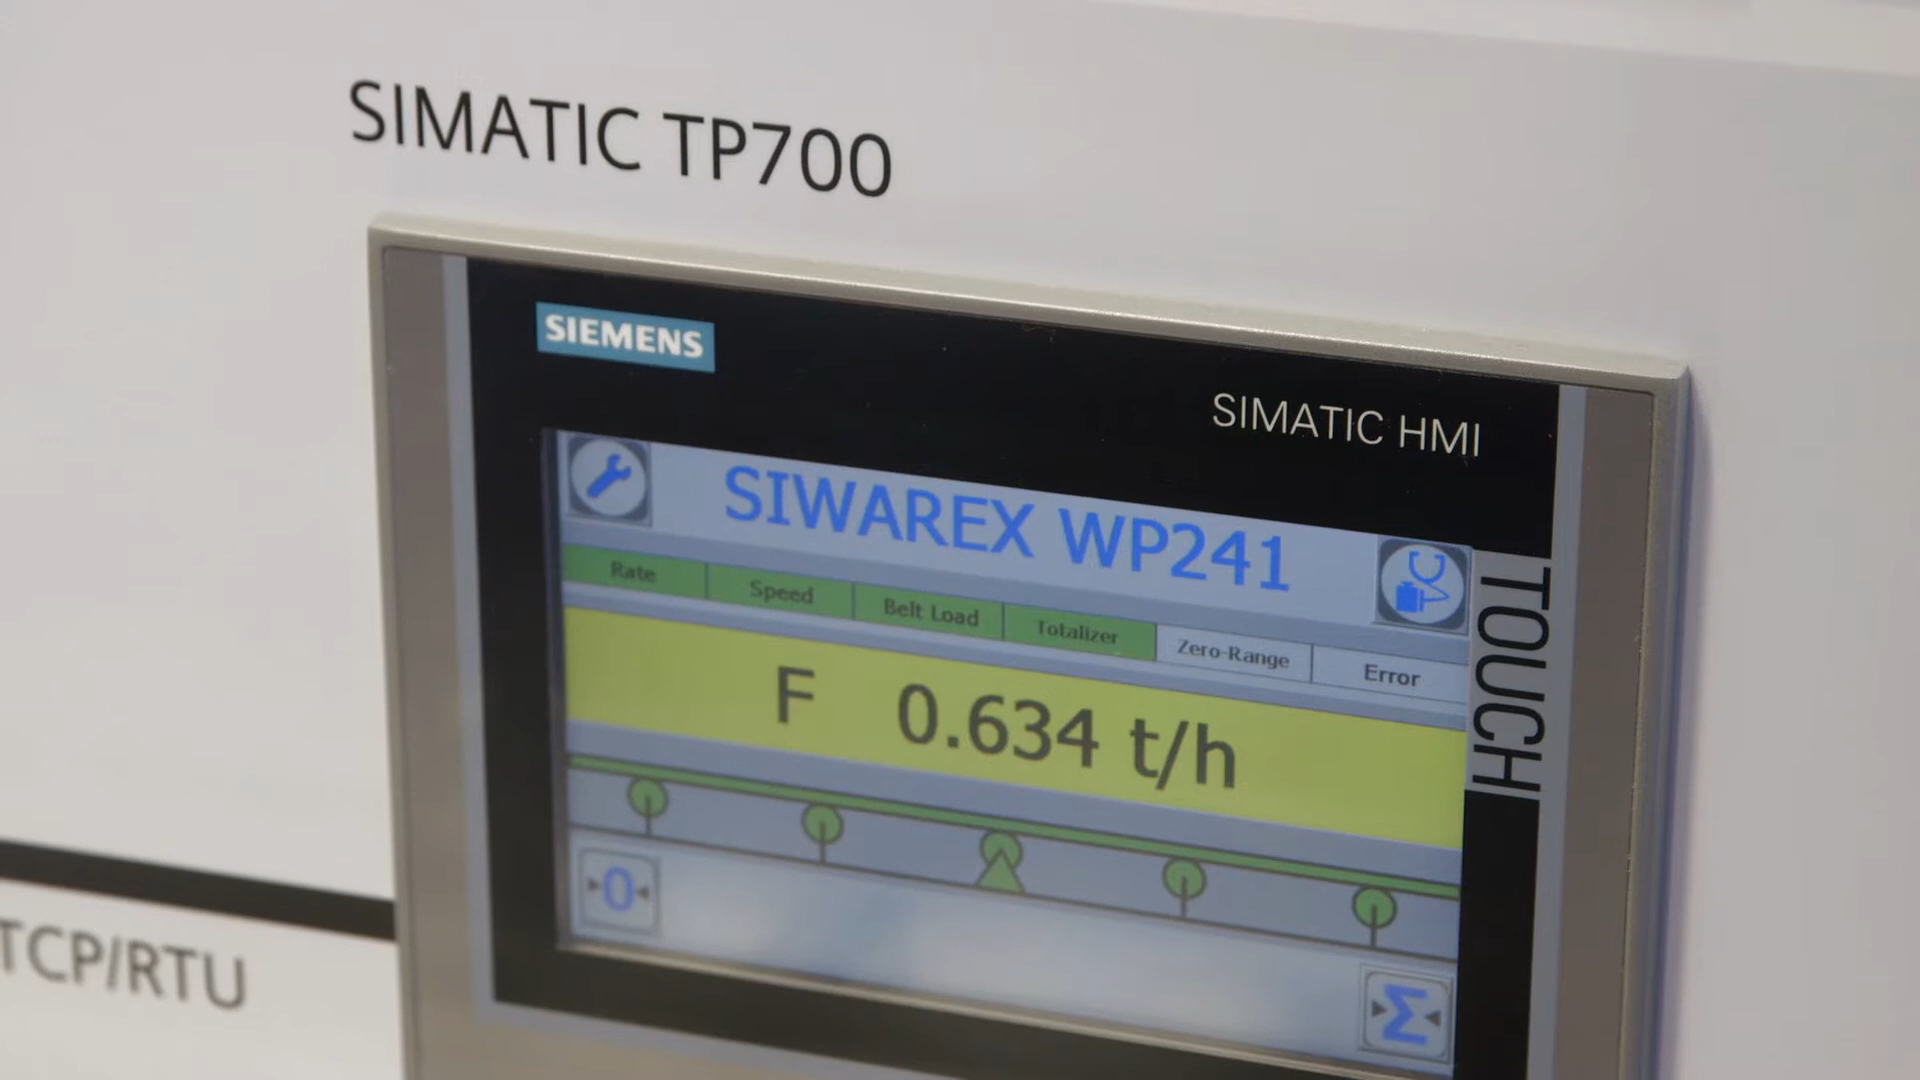 SIMATIC TP700
SIEMENS
SIMATIC HMI
SIWAREX WP241
Rate Speed Belt Load Totalizer Zero-Range Error
F 0.634 t/h
0
Σ
TOUCH
TCP/RTU